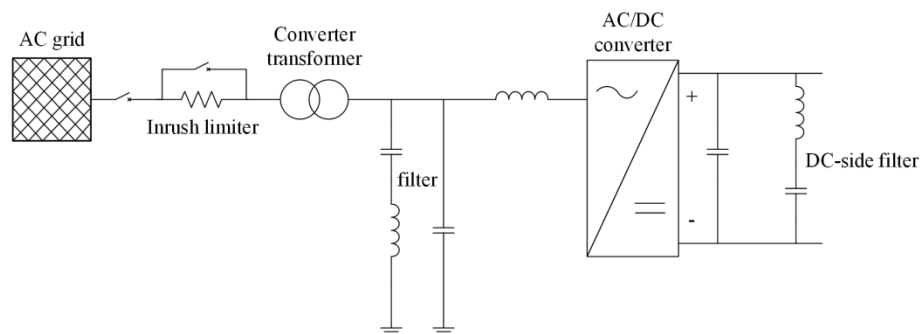 AC grid
Inrush limiter
Converter
transformer
filter
AC/DC
converter
+
-
DC-side filter